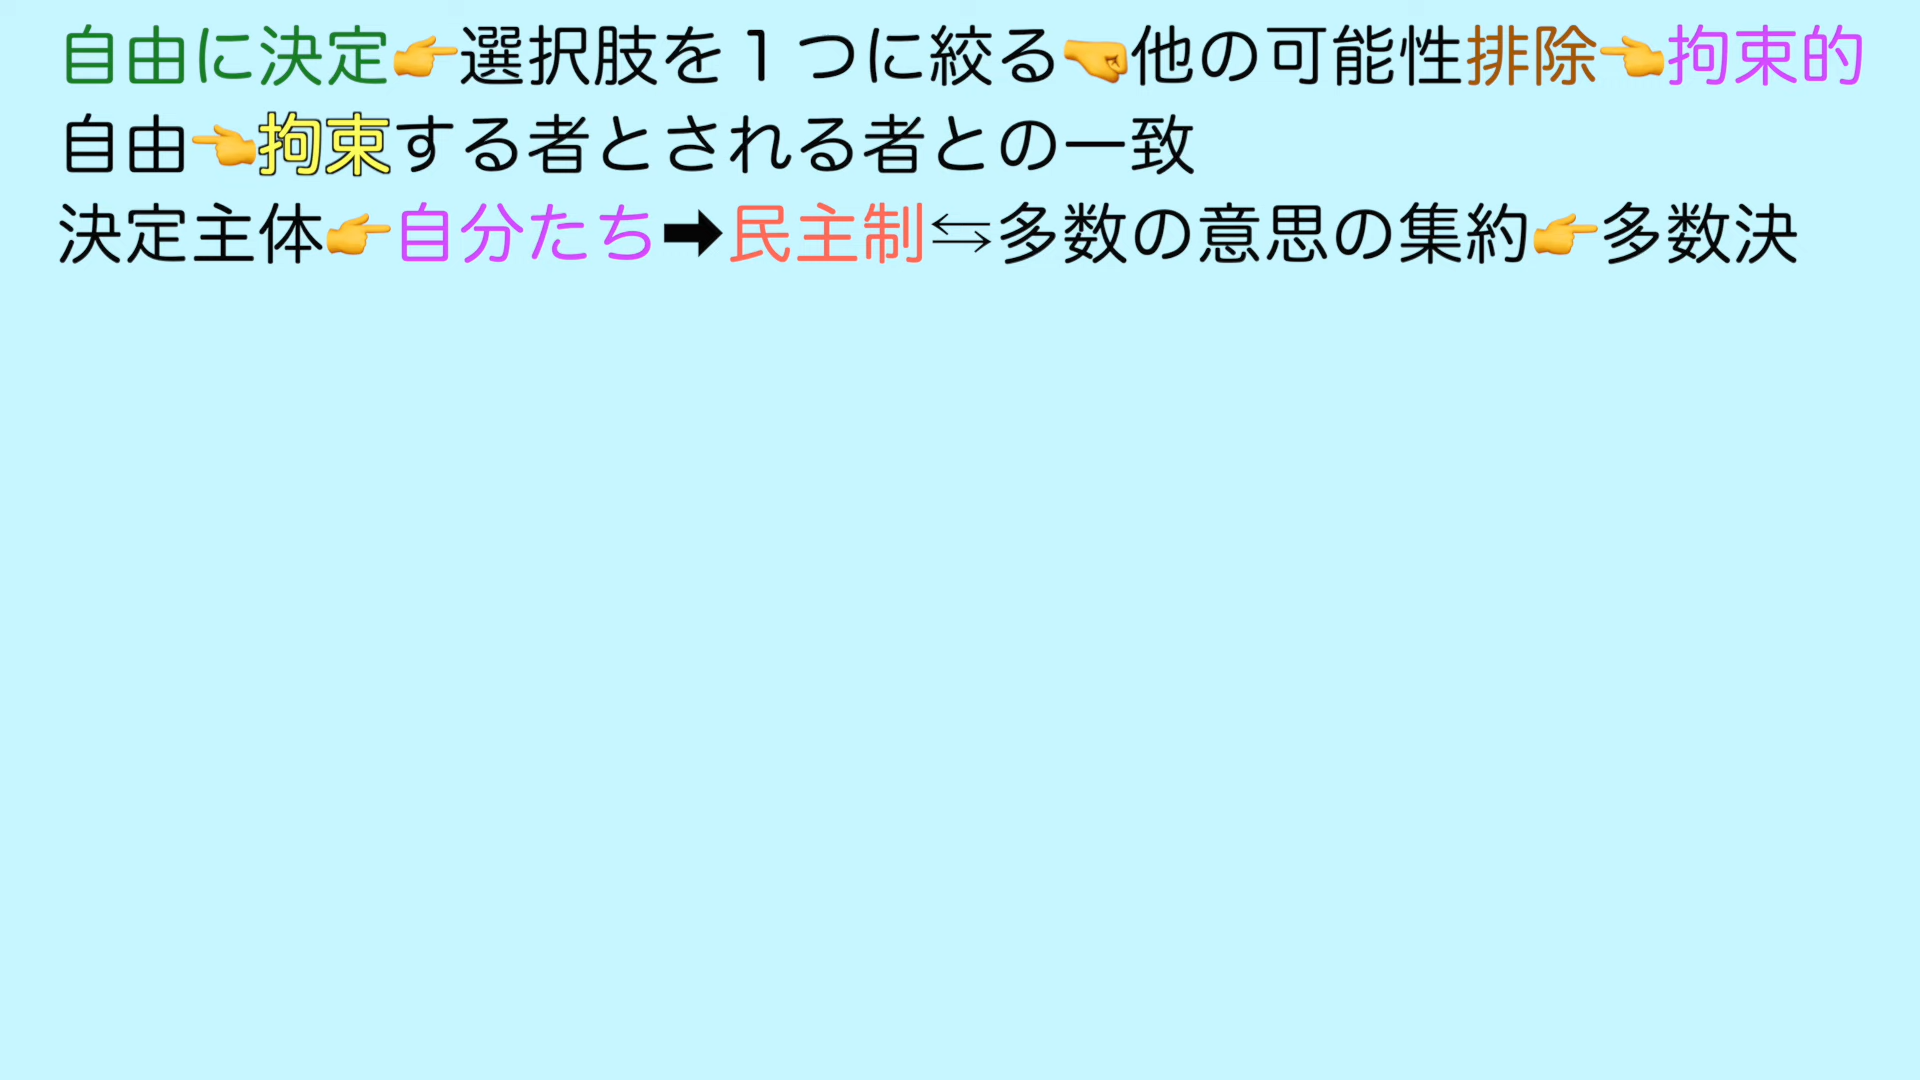 自由に決定👉選択肢を１つに絞る🤜他の可能性排除👈拘束的
自由👈拘束する者とされる者との一致
決定主体👉自分たち➡民主制⇆多数の意思の集約👉多数決